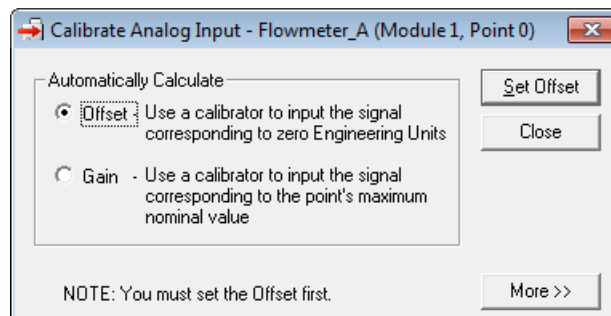 Calibrate Analog Input - Flowmeter_A (Module 1, Point 0)
Automatically Calculate
Offset - Use a calibrator to input the signal
corresponding to zero Engineering Units
Gain - Use a calibrator to input the signal
corresponding to the point's maximum
nominal value
Set Offset
Close
NOTE: You must set the Offset first.
More >>